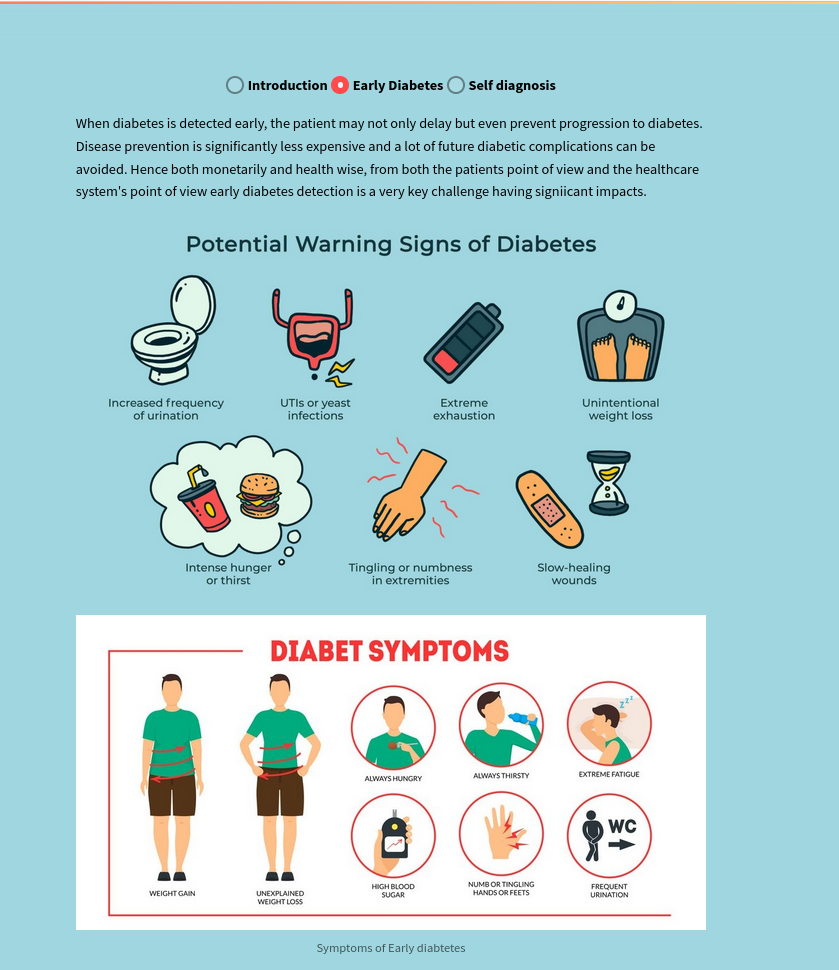 Introduction Early Diabetes Self diagnosis
When diabetes is detected early, the patient may not only delay but even prevent progression to diabetes.
Disease prevention is significantly less expensive and a lot of future diabetic complications can be
avoided. Hence both monetarily and health wise, from both the patients point of view and the healthcare
system's point of view early diabetes detection is a very key challenge having signiicant impacts.
Potential Warning Signs of Diabetes
Increased frequency
of urination
UTIs or yeast
infections
Extreme
exhaustion
Unintentional
weight loss
Intense hunger
or thirst
Tingling or numbness
in extremities
Slow-healing
wounds
DIABET SYMPTOMS
WEIGHT GAIN
UNEXPLAINED
WEIGHT LOSS
ALWAYS HUNGRY
ALWAYS THIRSTY
zzz
EXTREME FATIGUE
HIGH BLOOD
SUGAR
NUMB OR TINGLING
HANDS OR FEETS
WC
FREQUENT
URINATION
Symptoms of Early diabtetes